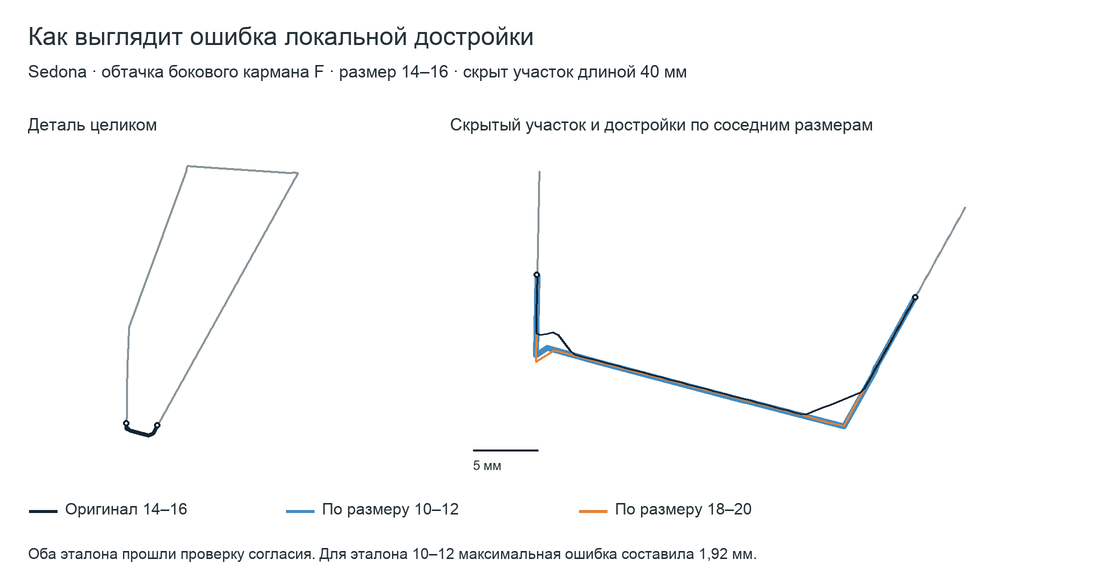 Как выглядит ошибка локальной достройки
Sedona · обтачка бокового кармана F · размер 14–16 · скрыт участок длиной 40 мм
Деталь целиком
Скрытый участок и достройки по соседним размерам
5 мм
Оригинал 14–16
По размеру 10–12
По размеру 18–20
Оба эталона прошли проверку согласия. Для эталона 10–12 максимальная ошибка составила 1,92 мм.